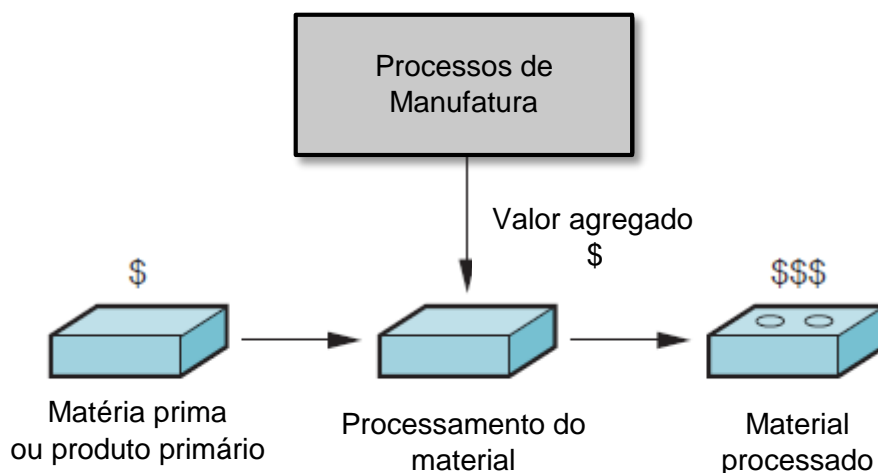 Processos de
Manufatura
Valor agregado
$
$
$$$
Matéria prima
ou produto primário
Processamento do
material
Material
processado